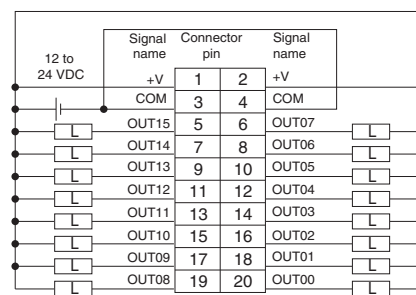 Signal name Connector pin Signal name
12 to 24 VDC
+V 1 2 +V
COM 3 4 COM
L OUT15 5 6 OUT07 L
L OUT14 7 8 OUT06 L
L OUT13 9 10 OUT05 L
L OUT12 11 12 OUT04 L
L OUT11 13 14 OUT03 L
L OUT10 15 16 OUT02 L
L OUT09 17 18 OUT01 L
L OUT08 19 20 OUT00 L